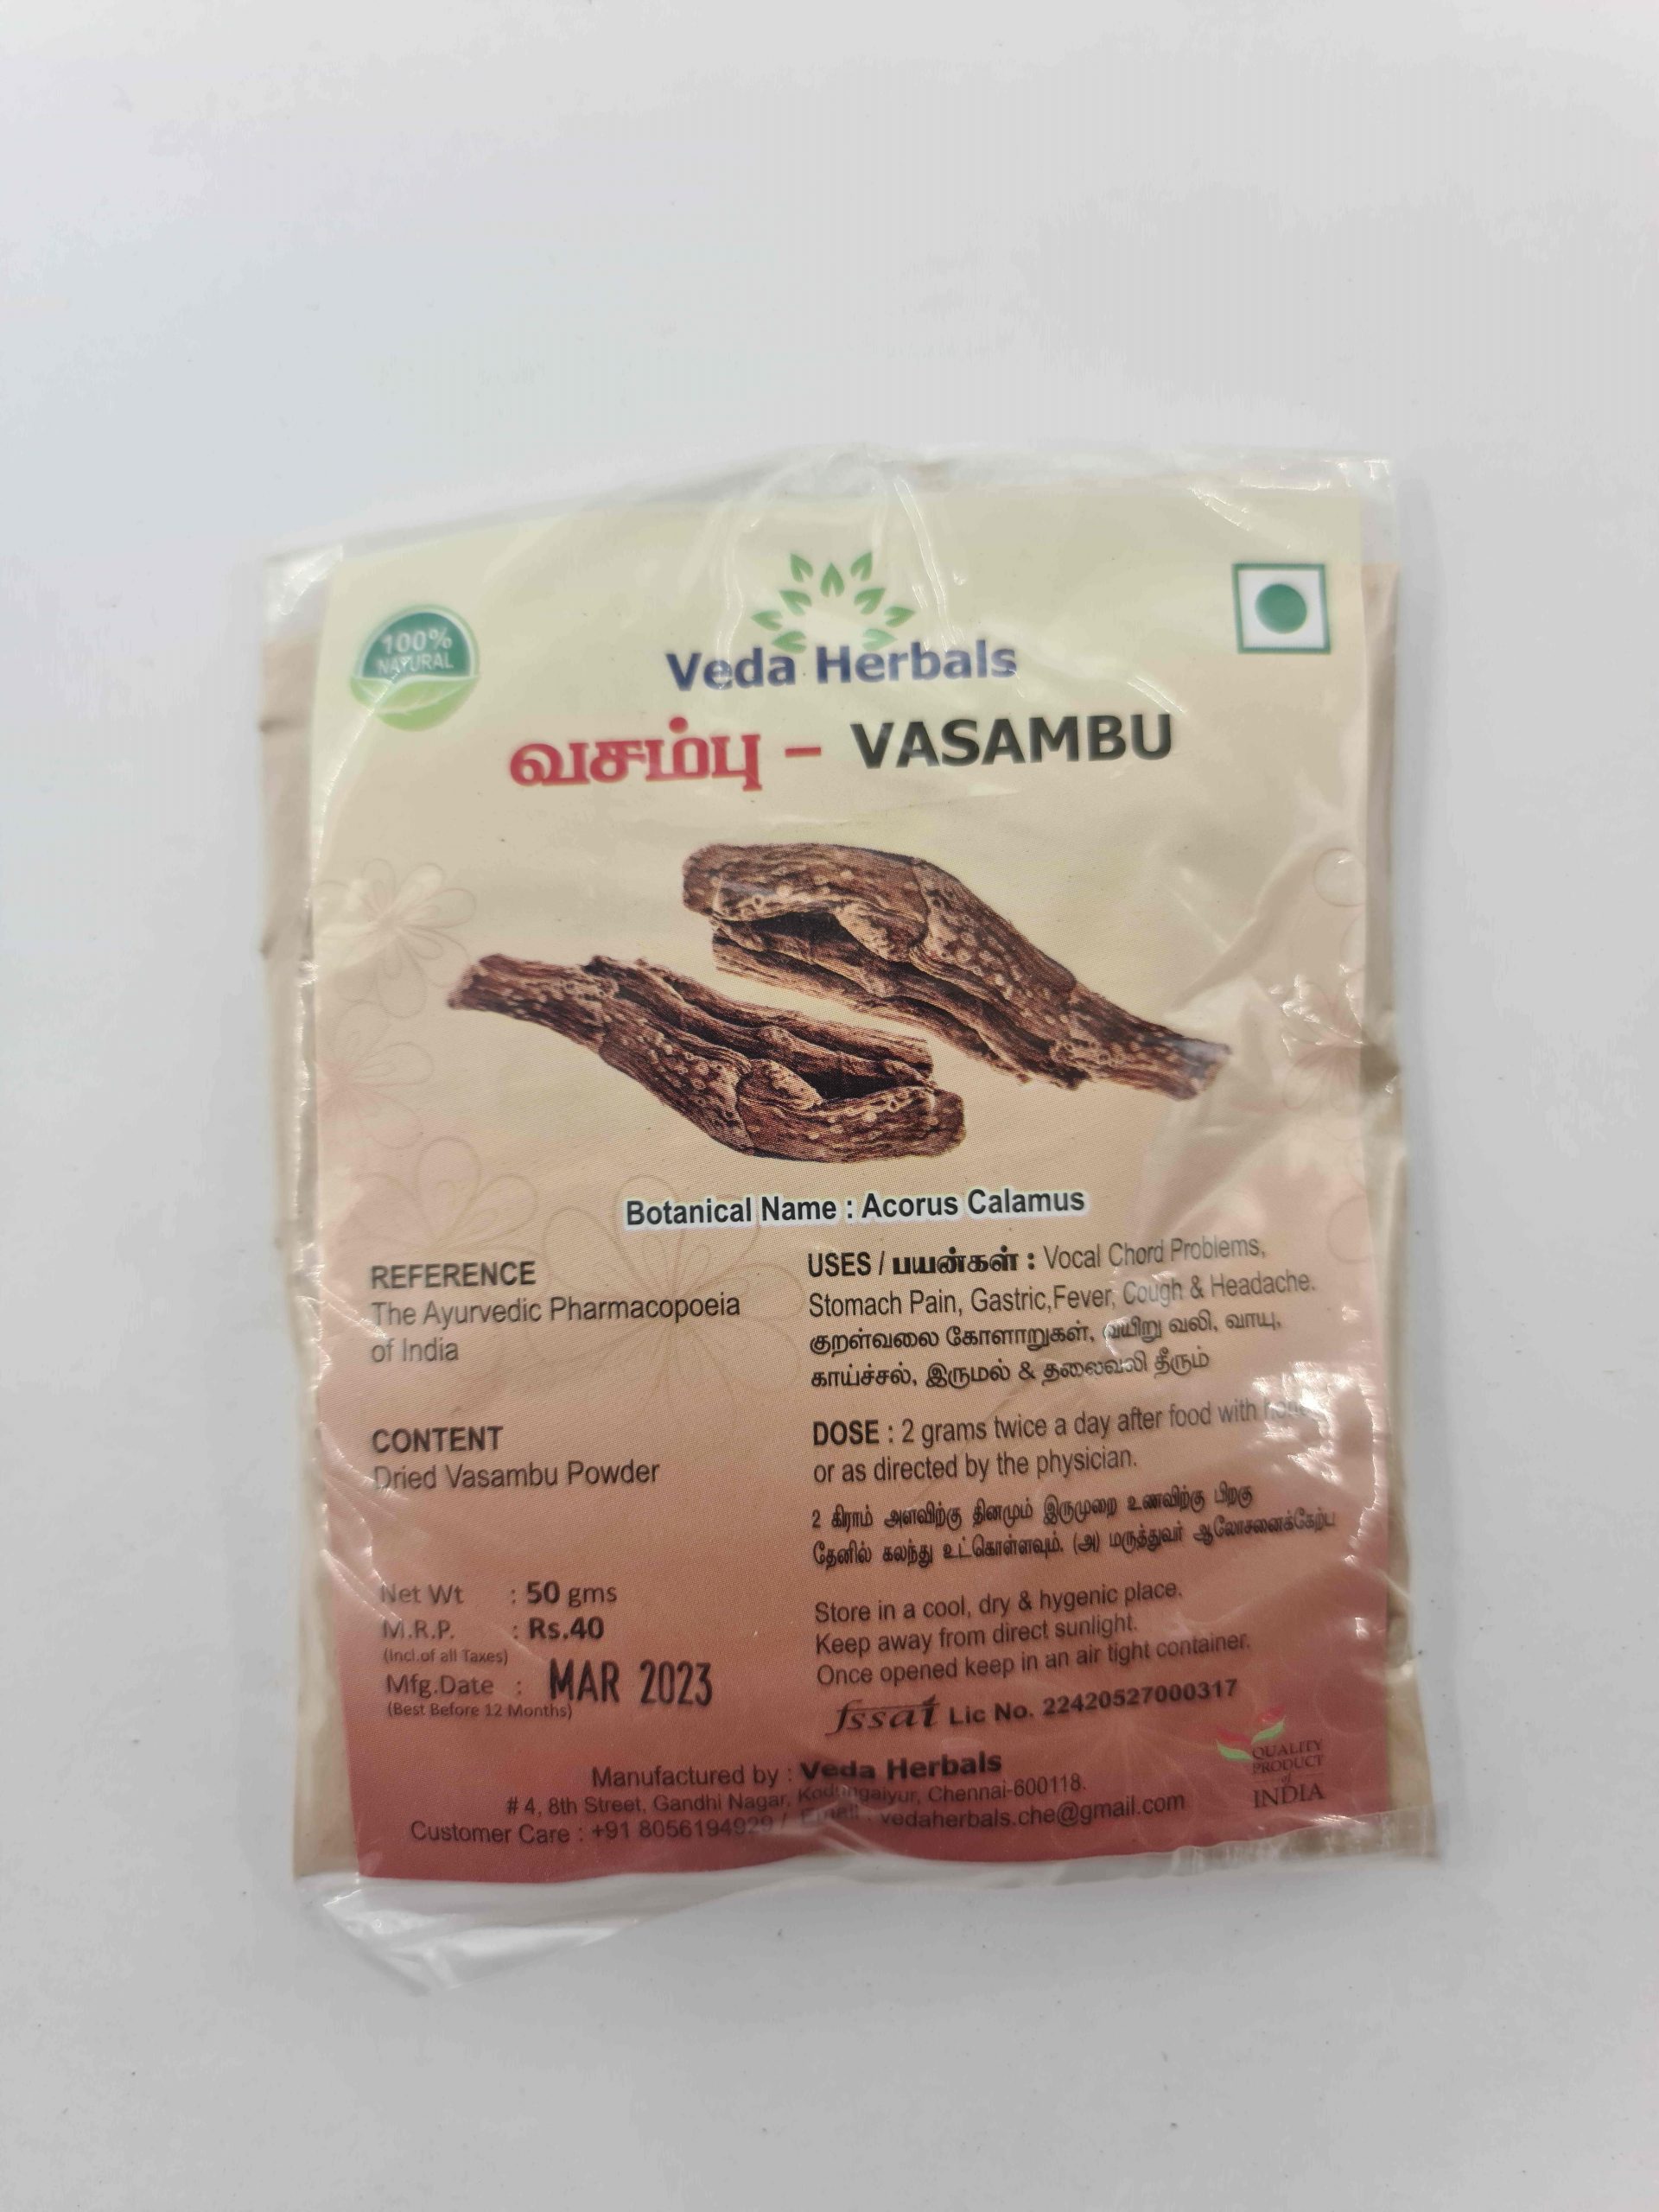 100%
NATURAL
Veda Herbals
வசம்பு – VASAMBU
Botanical Name : Acorus Calamus
REFERENCE
The Ayurvedic Pharmacopoeia
of India
CONTENT
Dried Vasambu Powder
Net Wt : 50 gms
M.R.P. : Rs.40
(Incl.of all Taxes)
Mfg.Date : MAR 2023
(Best Before 12 Months)
USES / பயன்கள் : Vocal Chord Problems,
Stomach Pain, Gastric,Fever, Cough & Headache.
குறள்வலை கோளாறுகள், வயிறு வலி, வாயு,
காய்ச்சல், இருமல் & தலைவலி தீரும்
DOSE : 2 grams twice a day after food with
or as directed by the physician.
2 கிராம் அளவிற்கு தினமும் இருமுறை உணவிற்கு பிறகு
தேனில் கலந்து உட்கொள்ளவும். (அ) மருத்துவர் ஆலோசனைக்கேற்ப
Store in a cool, dry & hygenic place.
Keep away from direct sunlight.
Once opened keep in an air tight container.
fssai Lic No. 22420527000317
QUALITY
PRODUCT
of
INDIA
Manufactured by : Veda Herbals
# 4, 8th Street, Gandhi Nagar, Kodungaiyur, Chennai-600118.
Customer Care : +91 8056194929 / Email : vedaherbals.che@gmail.com